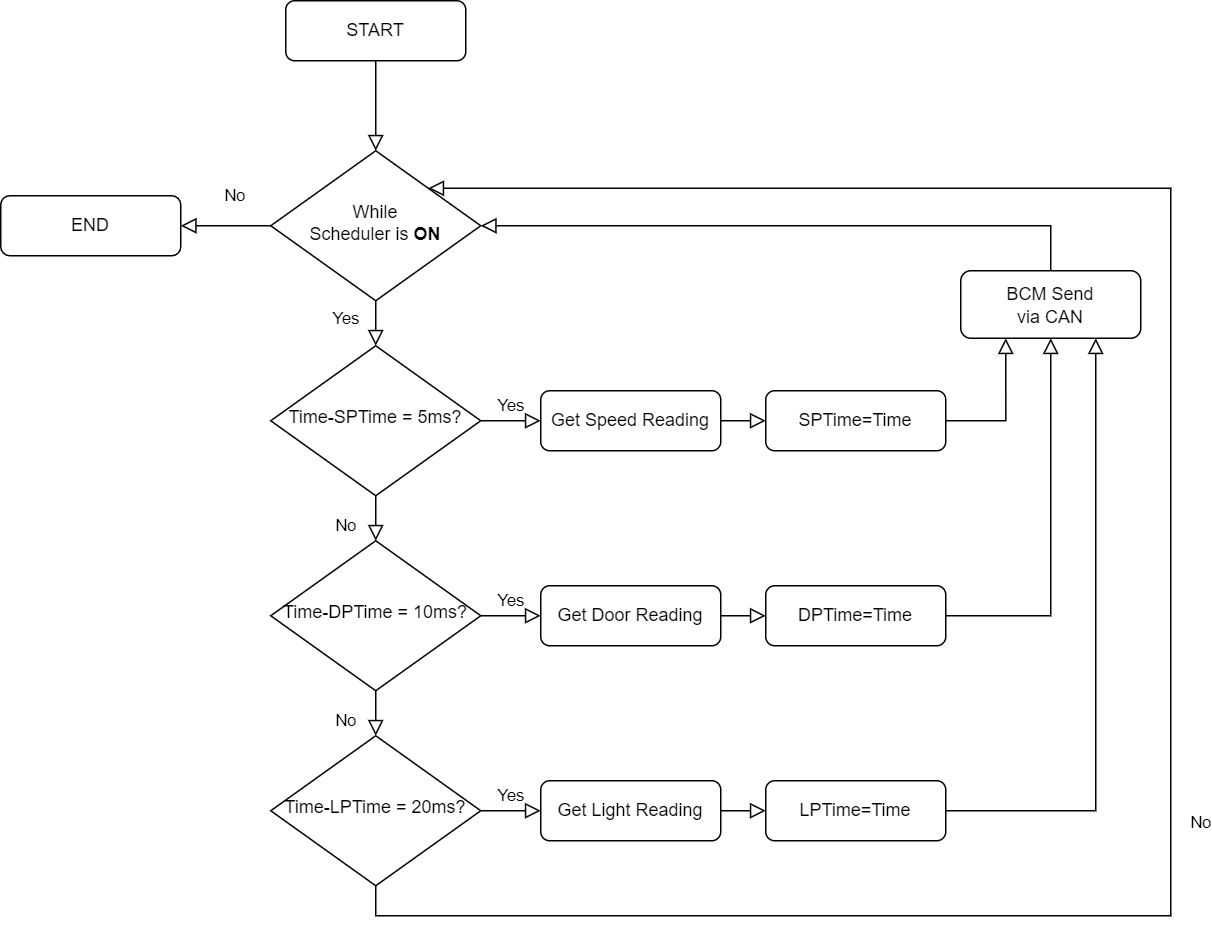 START
No
END
While
Scheduler is ON
BCM Send
via CAN
Yes
Time-SPTime = 5ms?
Yes
Get Speed Reading
SPTime=Time
No
Time-DPTime = 10ms?
Yes
Get Door Reading
DPTime=Time
No
Time-LPTime = 20ms?
Yes
Get Light Reading
LPTime=Time
No